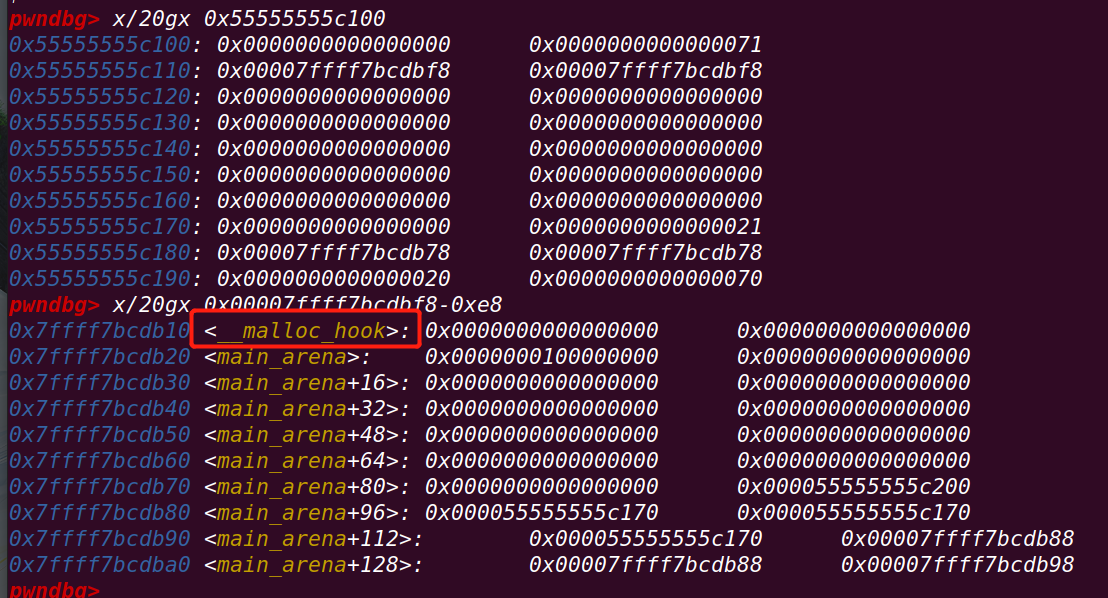 pwndbg> x/20gx 0x55555555c100
0x55555555c100: 0x0000000000000000 0x0000000000000071
0x55555555c110: 0x00007ffff7bcdbf8 0x00007ffff7bcdbf8
0x55555555c120: 0x0000000000000000 0x0000000000000000
0x55555555c130: 0x0000000000000000 0x0000000000000000
0x55555555c140: 0x0000000000000000 0x0000000000000000
0x55555555c150: 0x0000000000000000 0x0000000000000000
0x55555555c160: 0x0000000000000000 0x0000000000000000
0x55555555c170: 0x0000000000000000 0x0000000000000021
0x55555555c180: 0x00007ffff7bcdb78 0x00007ffff7bcdb78
0x55555555c190: 0x0000000000000020 0x0000000000000070
pwndbg> x/20gx 0x00007ffff7bcdbf8-0xe8
0x7ffff7bcdb10 <__malloc_hook>: 0x0000000000000000 0x0000000000000000
0x7ffff7bcdb20 <main_arena>: 0x0000000100000000 0x0000000000000000
0x7ffff7bcdb30 <main_arena+16>: 0x0000000000000000 0x0000000000000000
0x7ffff7bcdb40 <main_arena+32>: 0x0000000000000000 0x0000000000000000
0x7ffff7bcdb50 <main_arena+48>: 0x0000000000000000 0x0000000000000000
0x7ffff7bcdb60 <main_arena+64>: 0x0000000000000000 0x0000000000000000
0x7ffff7bcdb70 <main_arena+80>: 0x0000000000000000 0x000055555555c200
0x7ffff7bcdb80 <main_arena+96>: 0x000055555555c170 0x000055555555c170
0x7ffff7bcdb90 <main_arena+112>: 0x000055555555c170 0x00007ffff7bcdb88
0x7ffff7bcdba0 <main_arena+128>: 0x00007ffff7bcdb88 0x00007ffff7bcdb98
pwndbg>